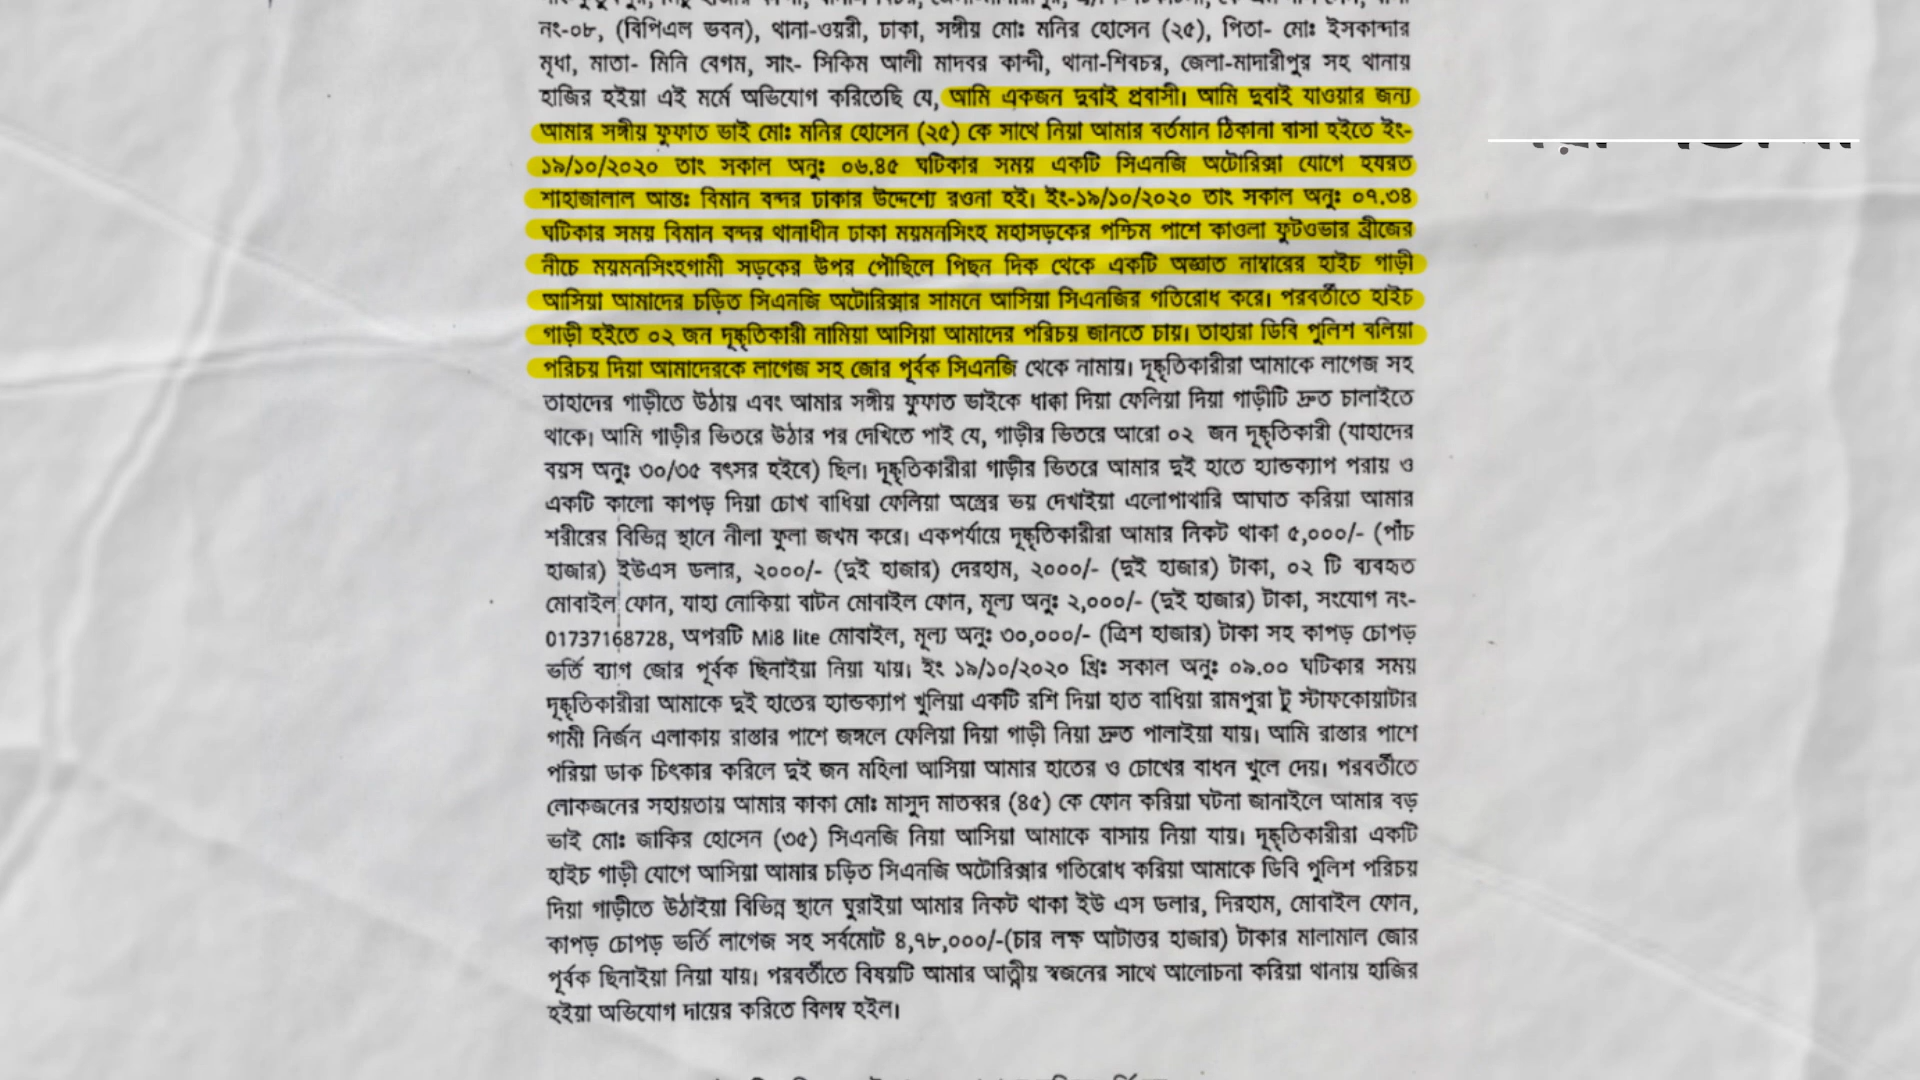 নং-০৮, (বিপিএল ভবন), থানা-ওয়রী, ঢাকা, সঙ্গীয় মোঃ মনির হোসেন (২৫), পিতা- মোঃ ইসকান্দার
মৃধা, মাতা- মিনি বেগম, সাং- সিকিম আলী মাদবর কান্দী, থানা-শিবচর, জেলা-মাদারীপুর সহ থানায়
হাজির হইয়া এই মর্মে অভিযোগ করিতেছি যে, আমি একজন দুবাই প্রবাসী। আমি দুবাই যাওয়ার জন্য
আমার সঙ্গীয় ফুফাত ভাই মোঃ মনির হোসেন (২৫) কে সাথে নিয়া আমার বর্তমান ঠিকানা বাসা হইতে ইং-
১৯/১০/২০২০ তাং সকাল অনুঃ ০৬.৪৫ ঘটিকার সময় একটি সিএনজি অটোরিক্সা যোগে হযরত
শাহাজালাল আন্তঃ বিমান বন্দর ঢাকার উদ্দেশ্যে রওনা হই। ইং-১৯/১০/২০২০ তাং সকাল অনুঃ ০৭.৩৪
ঘটিকার সময় বিমান বন্দর থানাধীন ঢাকা ময়মনসিংহ মহাসড়কের পশ্চিম পাশে কাওলা ফুটওভার ব্রীজের
নীচে ময়মনসিংহগামী সড়কের উপর পৌছিলে পিছন দিক থেকে একটি অজ্ঞাত নাম্বারের হাইচ গাড়ী
আসিয়া আমাদের চড়িত সিএনজি অটোরিক্সার সামনে আসিয়া সিএনজির গতিরোধ করে। পরবর্তীতে হাইচ
গাড়ী হইতে ০২ জন দূষ্কৃতিকারী নামিয়া আসিয়া আমাদের পরিচয় জানতে চায়। তাহারা ডিবি পুলিশ বলিয়া
পরিচয় দিয়া আমাদেরকে লাগেজ সহ জোর পূর্বক সিএনজি থেকে নামায়। দূষ্কৃতিকারীরা আমাকে লাগেজ সহ
তাহাদের গাড়ীতে উঠায় এবং আমার সঙ্গীয় ফুফাত ভাইকে ধাক্কা দিয়া ফেলিয়া দিয়া গাড়ীটি দ্রুত চালাইতে
থাকে। আমি গাড়ীর ভিতরে উঠার পর দেখিতে পাই যে, গাড়ীর ভিতরে আরো ০২ জন দূষ্কৃতিকারী (যাহাদের
বয়স অনুঃ ৩০/৩৫ বৎসর হইবে) ছিল। দূষ্কৃতিকারীরা গাড়ীর ভিতরে আমার দুই হাতে হ্যান্ডক্যাপ পরায় ও
একটি কালো কাপড় দিয়া চোখ বাধিয়া ফেলিয়া অস্ত্রের ভয় দেখাইয়া এলোপাথারি আঘাত করিয়া আমার
শরীরের বিভিন্ন স্থানে নীলা ফুলা জখম করে। একপর্যায়ে দূষ্কৃতিকারীরা আমার নিকট থাকা ৫,০০০/- (পাঁচ
হাজার) ইউএস ডলার, ২০০০/- (দুই হাজার) দেরহাম, ২০০০/- (দুই হাজার) টাকা, ০২ টি ব্যবহৃত
মোবাইল ফোন, যাহা নোকিয়া বাটন মোবাইল ফোন, মূল্য অনুঃ ২,০০০/- (দুই হাজার) টাকা, সংযোগ নং-
01737168728, অপরটি Mi8 lite মোবাইল, মূল্য অনুঃ ৩০,০০০/- (ত্রিশ হাজার) টাকা সহ কাপড় চোপড়
ভর্তি ব্যাগ জোর পূর্বক ছিনাইয়া নিয়া যায়। ইং ১৯/১০/২০২০ খ্রিঃ সকাল অনুঃ ০৯.০০ ঘটিকার সময়
দূষ্কৃতিকারীরা আমাকে দুই হাতের হ্যান্ডক্যাপ খুলিয়া একটি রশি দিয়া হাত বাধিয়া রামপুরা টু স্টাফকোয়াটার
গামী নির্জন এলাকায় রাস্তার পাশে জঙ্গলে ফেলিয়া দিয়া গাড়ী নিয়া দ্রুত পালাইয়া যায়। আমি রাস্তার পাশে
পরিয়া ডাক চিৎকার করিলে দুই জন মহিলা আসিয়া আমার হাতের ও চোখের বাধন খুলে দেয়। পরবর্তীতে
লোকজনের সহায়তায় আমার কাকা মোঃ মাসুদ মাতব্বর (৪৫) কে ফোন করিয়া ঘটনা জানাইলে আমার বড়
ভাই মোঃ জাকির হোসেন (৩৫) সিএনজি নিয়া আসিয়া আমাকে বাসায় নিয়া যায়। দূষ্কৃতিকারীরা একটি
হাইচ গাড়ী যোগে আসিয়া আমার চড়িত সিএনজি অটোরিক্সার গতিরোধ করিয়া আমাকে ডিবি পুলিশ পরিচয়
দিয়া গাড়ীতে উঠাইয়া বিভিন্ন স্থানে ঘুরাইয়া আমার নিকট থাকা ইউ এস ডলার, দিরহাম, মোবাইল ফোন,
কাপড় চোপড় ভর্তি লাগেজ সহ সর্বমোট ৪,৭৮,০০০/-(চার লক্ষ আটাত্তর হাজার) টাকার মালামাল জোর
পূর্বক ছিনাইয়া নিয়া যায়। পরবর্তীতে বিষয়টি আমার আত্নীয় স্বজনের সাথে আলোচনা করিয়া থানায় হাজির
হইয়া অভিযোগ দায়ের করিতে বিলম্ব হইল।